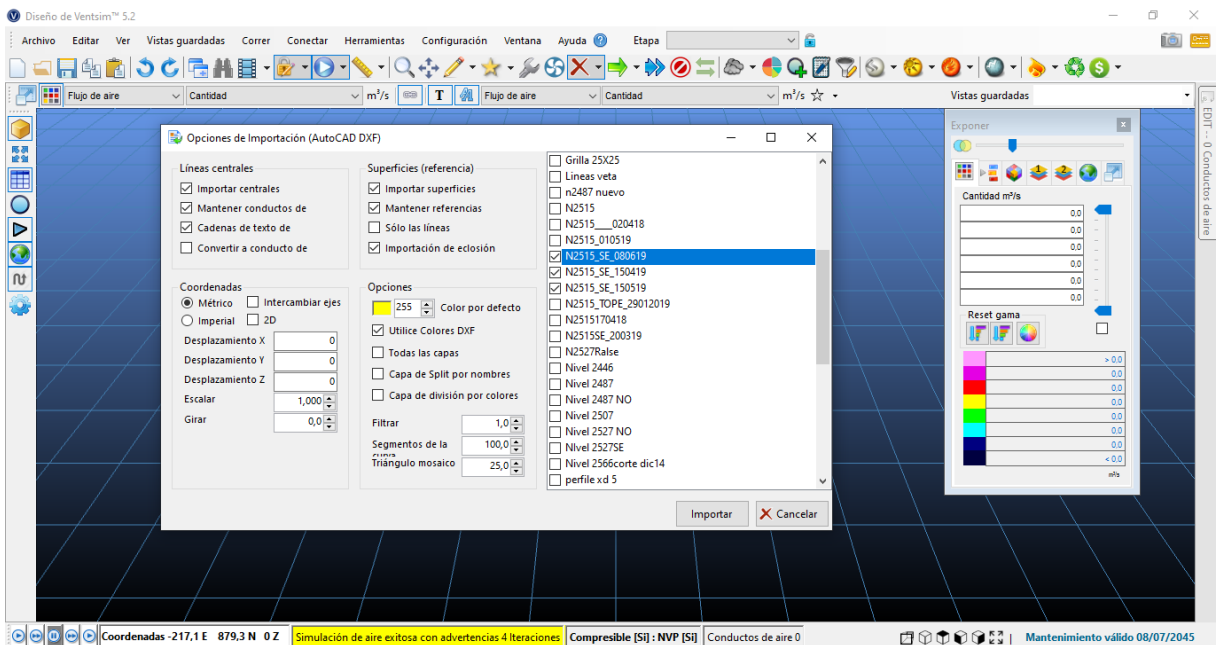 Diseño de Ventsim™ 5.2
Archivo Editar Ver Vistas guardadas Correr Conectar Herramientas Configuración Ventana Ayuda Etapa
Flujo de aire Cantidad m³/s T Flujo de aire Cantidad m³/s Vistas guardadas
EDIT -- 0 Conductos de aire
Opciones de Importación (AutoCAD DXF)
Líneas centrales
Importar centrales
Mantener conductos de
Cadenas de texto de
Convertir a conducto de
Superficies (referencia)
Importar superficies
Mantener referencias
Sólo las líneas
Importación de eclosión
Coordenadas
Métrico Intercambiar ejes
Imperial 2D
Desplazamiento X 0
Desplazamiento Y 0
Desplazamiento Z 0
Escalar 1,000
Girar 0,0
Opciones
255 Color por defecto
Utilice Colores DXF
Todas las capas
Capa de Split por nombres
Capa de división por colores
Filtrar 1,0
Segmentos de la 100,0
curva
Triángulo mosaico 25,0
Grilla 25X25
Lineas veta
n2487 nuevo
N2515
N2515___020418
N2515_010519
N2515_SE_080619
N2515_SE_150419
N2515_SE_150519
N2515_TOPE_29012019
N2515170418
N2515SE_200319
N2527Ralse
Nivel 2446
Nivel 2487
Nivel 2487 NO
Nivel 2507
Nivel 2527 NO
NIvel 2527SE
Nivel 2566corte dic14
perfile xd 5
Importar Cancelar
Exponer
Cantidad m³/s
0,0
0,0
0,0
0,0
0,0
0,0
Reset gama
> 0.0
0.0
0.0
0.0
0.0
0.0
0.0
< 0.0
m³/s
Coordenadas -217,1 E 879,3 N 0 Z Simulación de aire exitosa con advertencias 4 Iteraciones Compresible [Si] : NVP [Si] Conductos de aire 0 Mantenimiento válido 08/07/2045